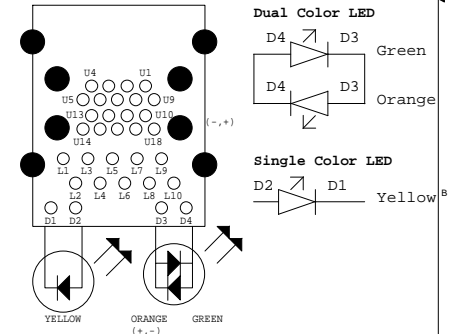 Dual Color LED
D4 D3
Green
D4 D3
Orange
U4 U1
U5 U9
U13 U10
(-,+)
U14 U18
L1 L3 L5 L7 L9
L2 L4 L6 L8 L10
D1 D2 D3 D4
Single Color LED
D2 D1
Yellow
B
YELLOW ORANGE GREEN
(+,-)